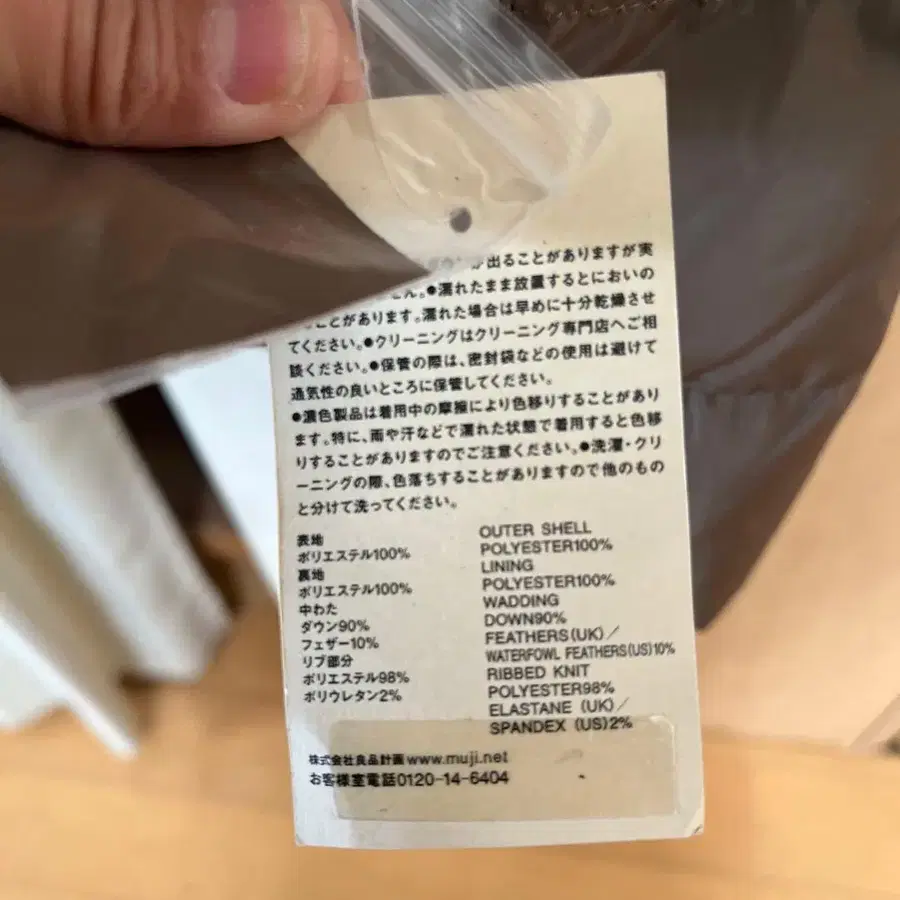 が出ることがありますが実
ん。●濡れたまま放置するとにおいの
ことがあります。濡れた場合は早めに十分乾燥させ
てください。●クリーニングはクリーニング専門店へご相
談ください。●保管の際は、密封袋などの使用は避けて
通気性の良いところに保管してください。
●濃色製品は着用中の摩擦により色移りすることがあり
ます。特に、雨や汗などで濡れた状態で着用すると色移
りすることがありますのでご注意ください。●洗濯・クリ
ーニングの際、色落ちすることがありますので他のもの
と分けて洗ってください。
表地
ポリエステル100%
裏地
ポリエステル100%
中わた
ダウン90%
フェザー10%
リブ部分
ポリエステル98%
ポリウレタン2%
OUTER SHELL
POLYESTER100%
LINING
POLYESTER100%
WADDING
DOWN90%
FEATHERS(UK)/
WATERFOWL FEATHERS(US)10%
RIBBED KNIT
POLYESTER98%
ELASTANE (UK)/
SPANDEX (US)2%
株式会社良品計画 www.muji.net
お客様室電話0120-14-6404